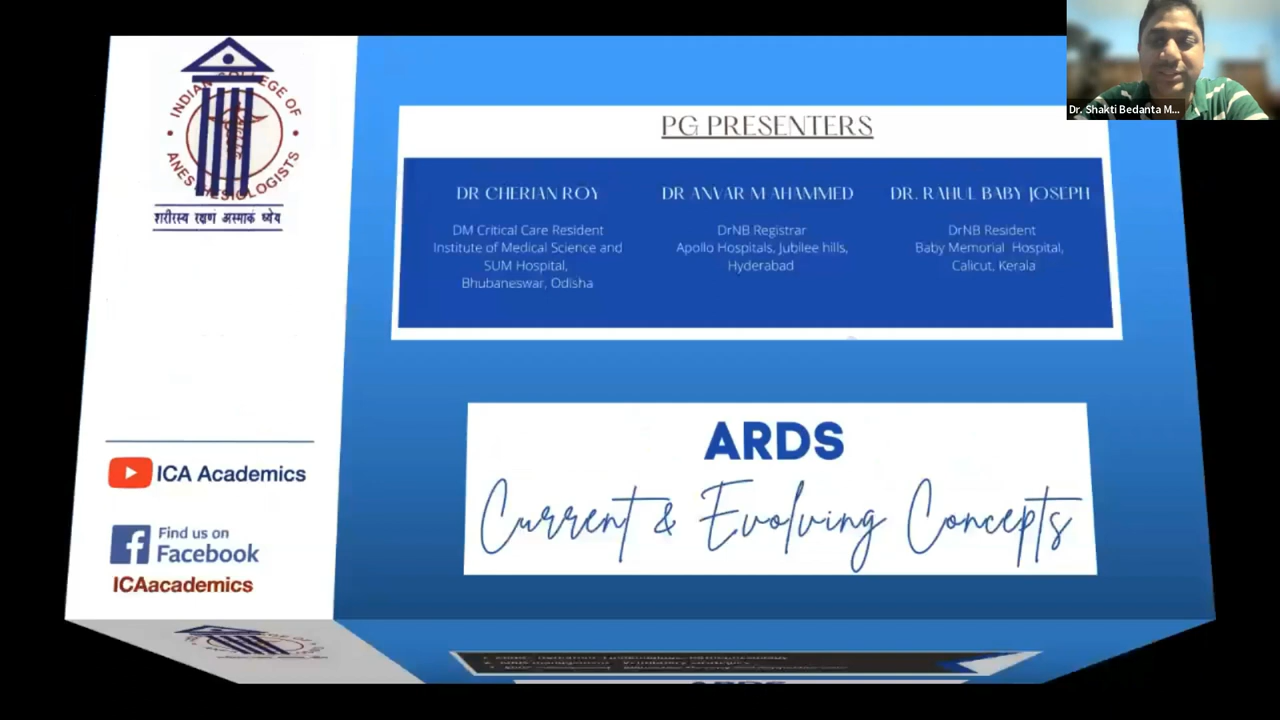 INDIAN COLLEGE OF
ANESTHESIOLOGISTS
शरीरस्य रक्षणं अस्माकं ध्येय
ICA Academics
Find us on
Facebook
ICAacademics
PG PRESENTERS
DR CHERIAN ROY
DM Critical Care Resident
Institute of Medical Science and
SUM Hospital,
Bhubaneswar, Odisha
DR ANVAR M AHAMMED
DrNB Registrar
Apollo Hospitals, Jubilee hills,
Hyderabad
DR. RAHUL BABY JOSEPH
DrNB Resident
Baby Memorial Hospital,
Calicut, Kerala
ARDS
Current & Evolving Concepts
Dr. Shakti Bedanta M...